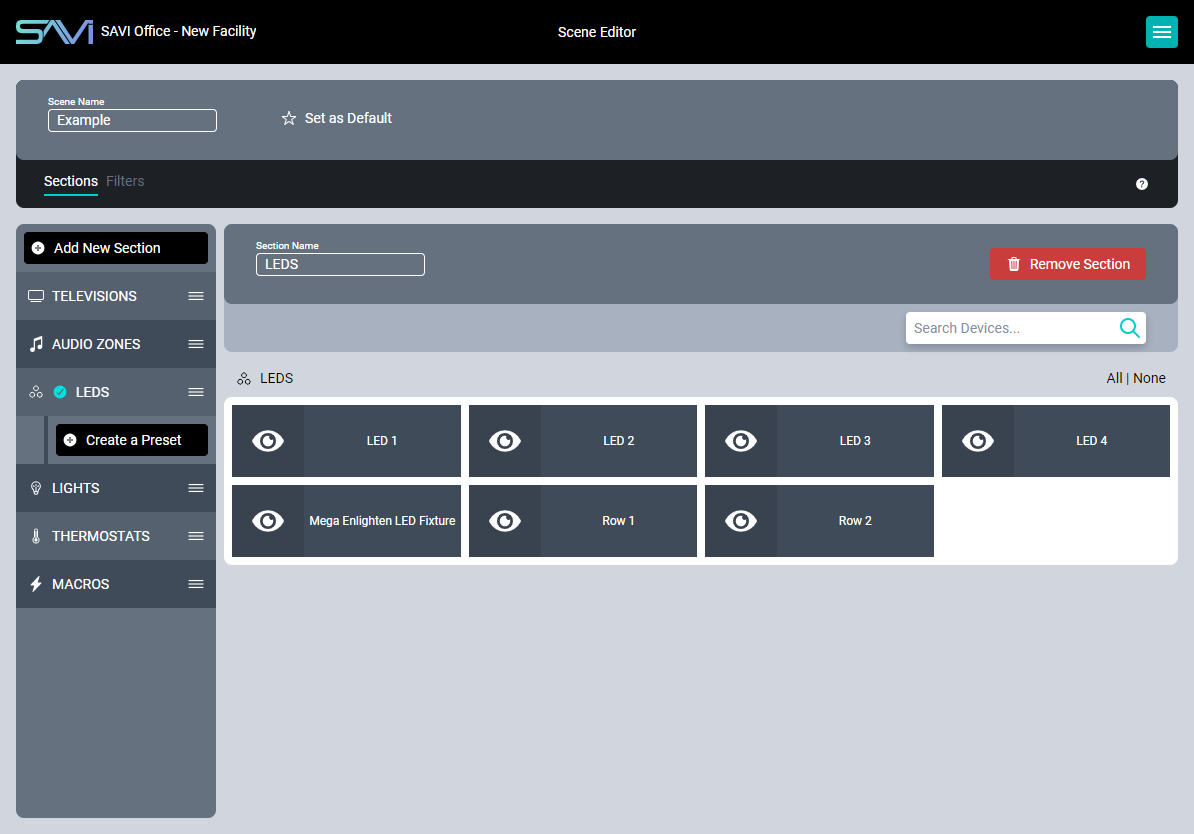 SAVI SAVI Office - New Facility
Scene Editor
Scene Name
Example
Set as Default
Sections Filters
?
Add New Section
TELEVISIONS
AUDIO ZONES
LEDS
Create a Preset
LIGHTS
THERMOSTATS
MACROS
Section Name
LEDS
Remove Section
Search Devices...
LEDS
All | None
LED 1
LED 2
LED 3
LED 4
Mega Enlighten LED Fixture
Row 1
Row 2